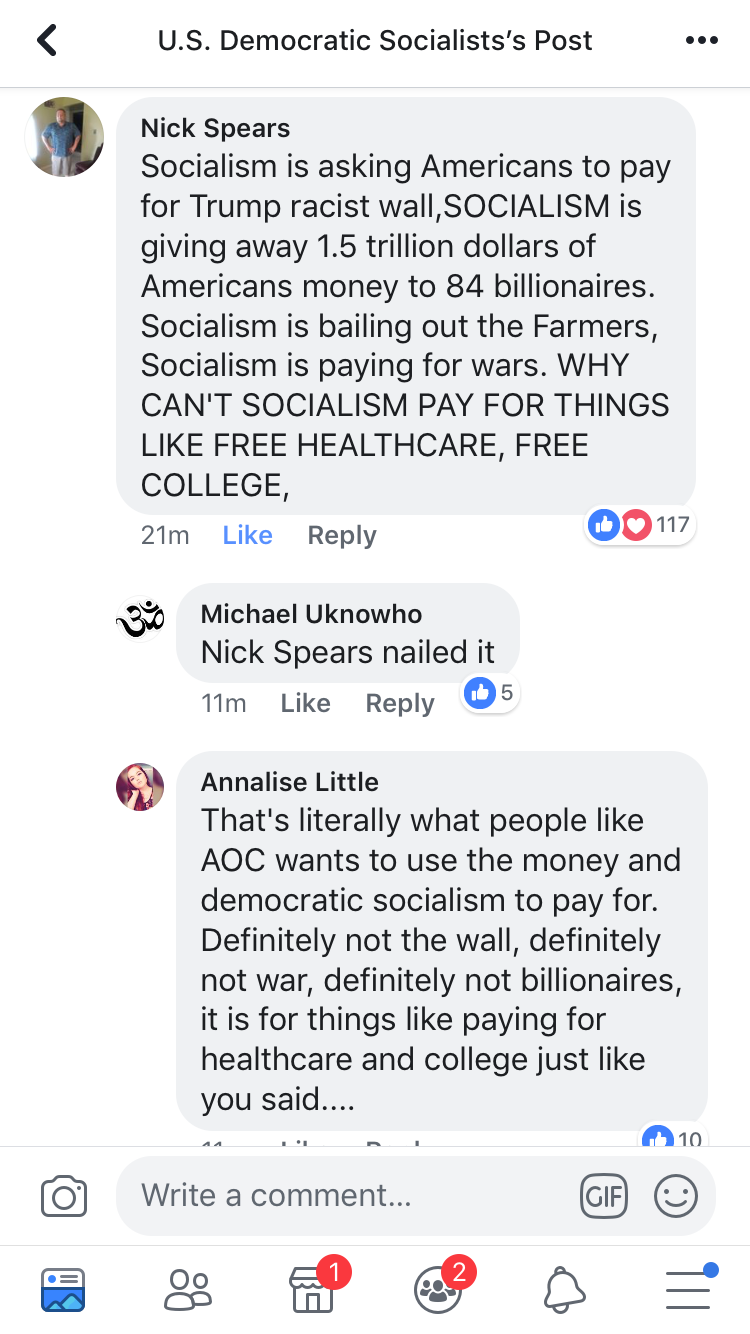 U.S. Democratic Socialists's Post
Nick Spears
Socialism is asking Americans to pay
for Trump racist wall,SOCIALISM is
giving away 1.5 trillion dollars of
Americans money to 84 billionaires.
Socialism is bailing out the Farmers,
Socialism is paying for wars. WHY
CAN'T SOCIALISM PAY FOR THINGS
LIKE FREE HEALTHCARE, FREE
COLLEGE,
21m Like Reply 117
Michael Uknowho
Nick Spears nailed it
11m Like Reply 5
Annalise Little
That's literally what people like
AOC wants to use the money and
democratic socialism to pay for.
Definitely not the wall, definitely
not war, definitely not billionaires,
it is for things like paying for
healthcare and college just like
you said....
10
Write a comment...
GIF
1 2